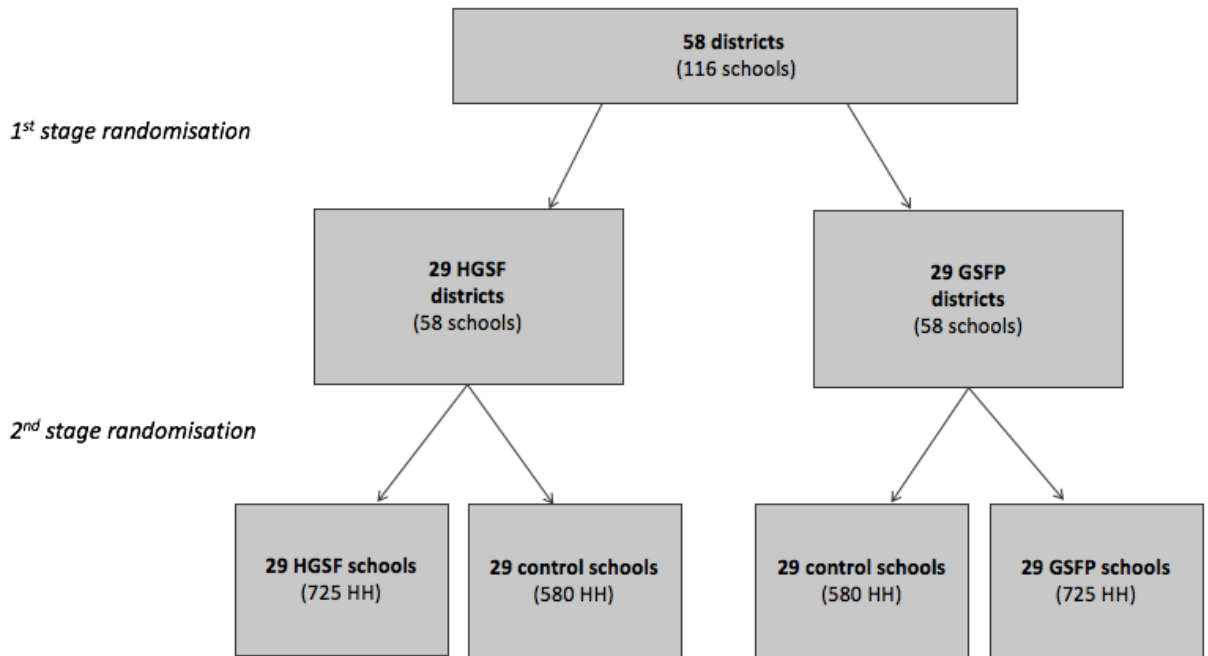 58 districts
(116 schools)
1st stage randomisation
29 HGSF
districts
(58 schools)
29 GSFP
districts
(58 schools)
2nd stage randomisation
29 HGSF schools
(725 HH)
29 control schools
(580 HH)
29 control schools
(580 HH)
29 GSFP schools
(725 HH)